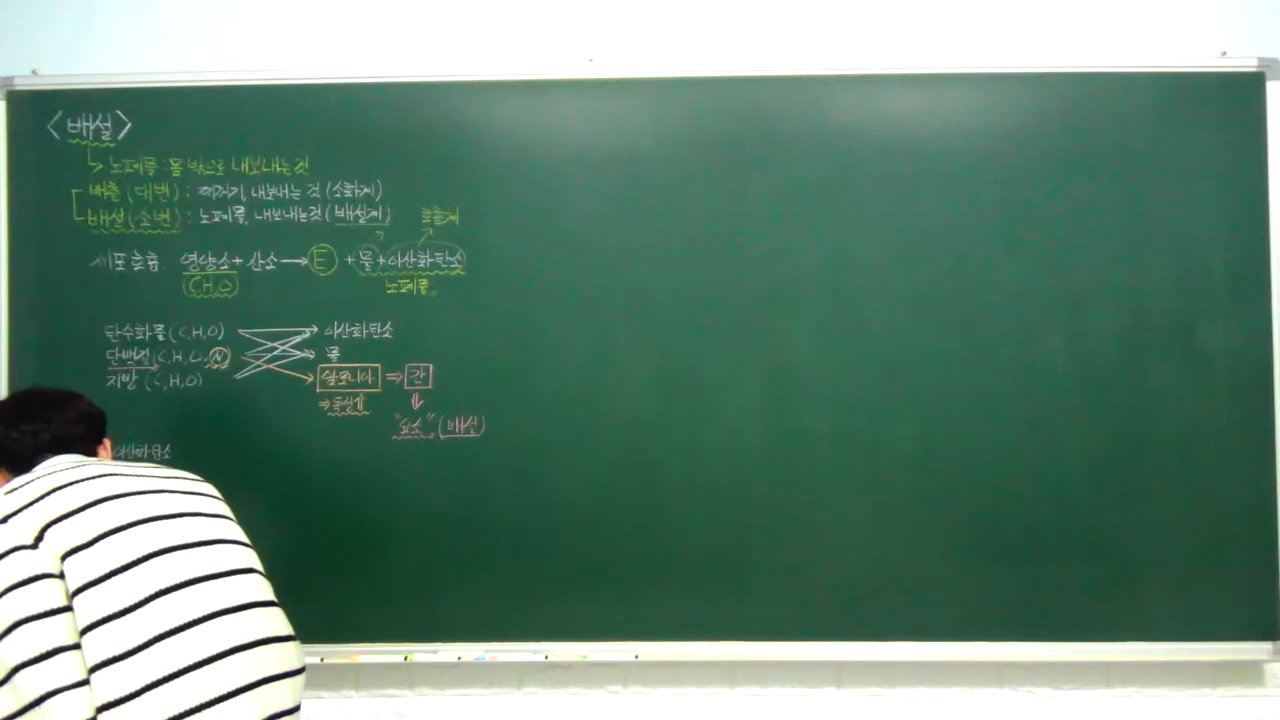 <배설>
→ 노폐물 : 몸 밖으로 내보내는 것
배출(대변) : 찌꺼기, 내보내는 것 (소화계)
배설(소변) : 노폐물, 내보내는것 (배설계)
호흡계
세포호흡 영양소 + 산소 → E + 물 + 이산화탄소
(C,H,O)
노폐물
탄수화물 (C,H,O)
단백질 (C,H,O,N)
지방 (C,H,O)
이산화탄소
물
암모니아 ⇒ 간
⇒ 독성↑
⇓
"요소" (배설)
이산화탄소